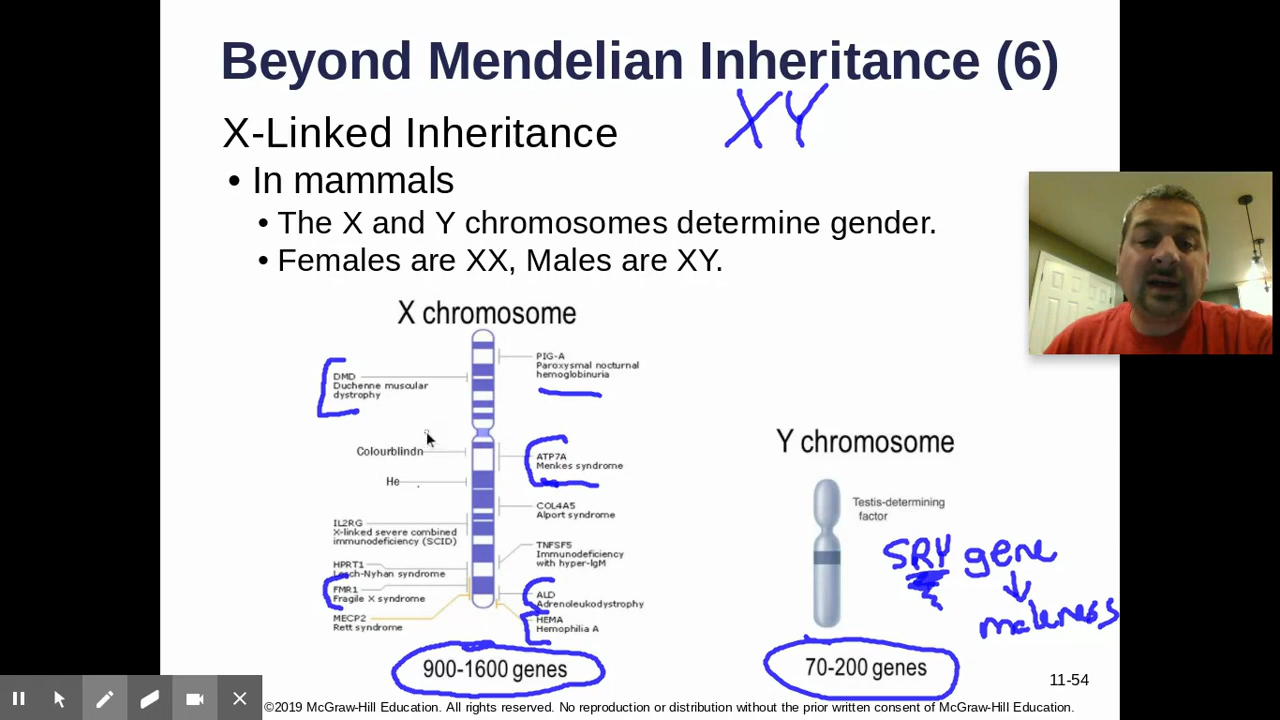 Beyond Mendelian Inheritance (6)
XY
X-Linked Inheritance
• In mammals
• The X and Y chromosomes determine gender.
• Females are XX, Males are XY.
X chromosome
PIG-A
Paroxysmal nocturnal
hemoglobinuria
DMD
Duchenne muscular
dystrophy
Colourblindn
ATP7A
Menkes syndrome
He
COL4A5
Alport syndrome
IL2RG
X-linked severe combined
immunodeficiency (SCID)
TNFSF5
Immunodeficiency
with hyper-IgM
HPRT1
Lesch-Nyhan syndrome
FMR1
Fragile X syndrome
ALD
Adrenoleukodystrophy
MECP2
Rett syndrome
HEMA
Hemophilia A
900-1600 genes
Y chromosome
Testis-determining
factor
SRY gene
maleness
70-200 genes
11-54
©2019 McGraw-Hill Education. All rights reserved. No reproduction or distribution without the prior written consent of McGraw-Hill Education.